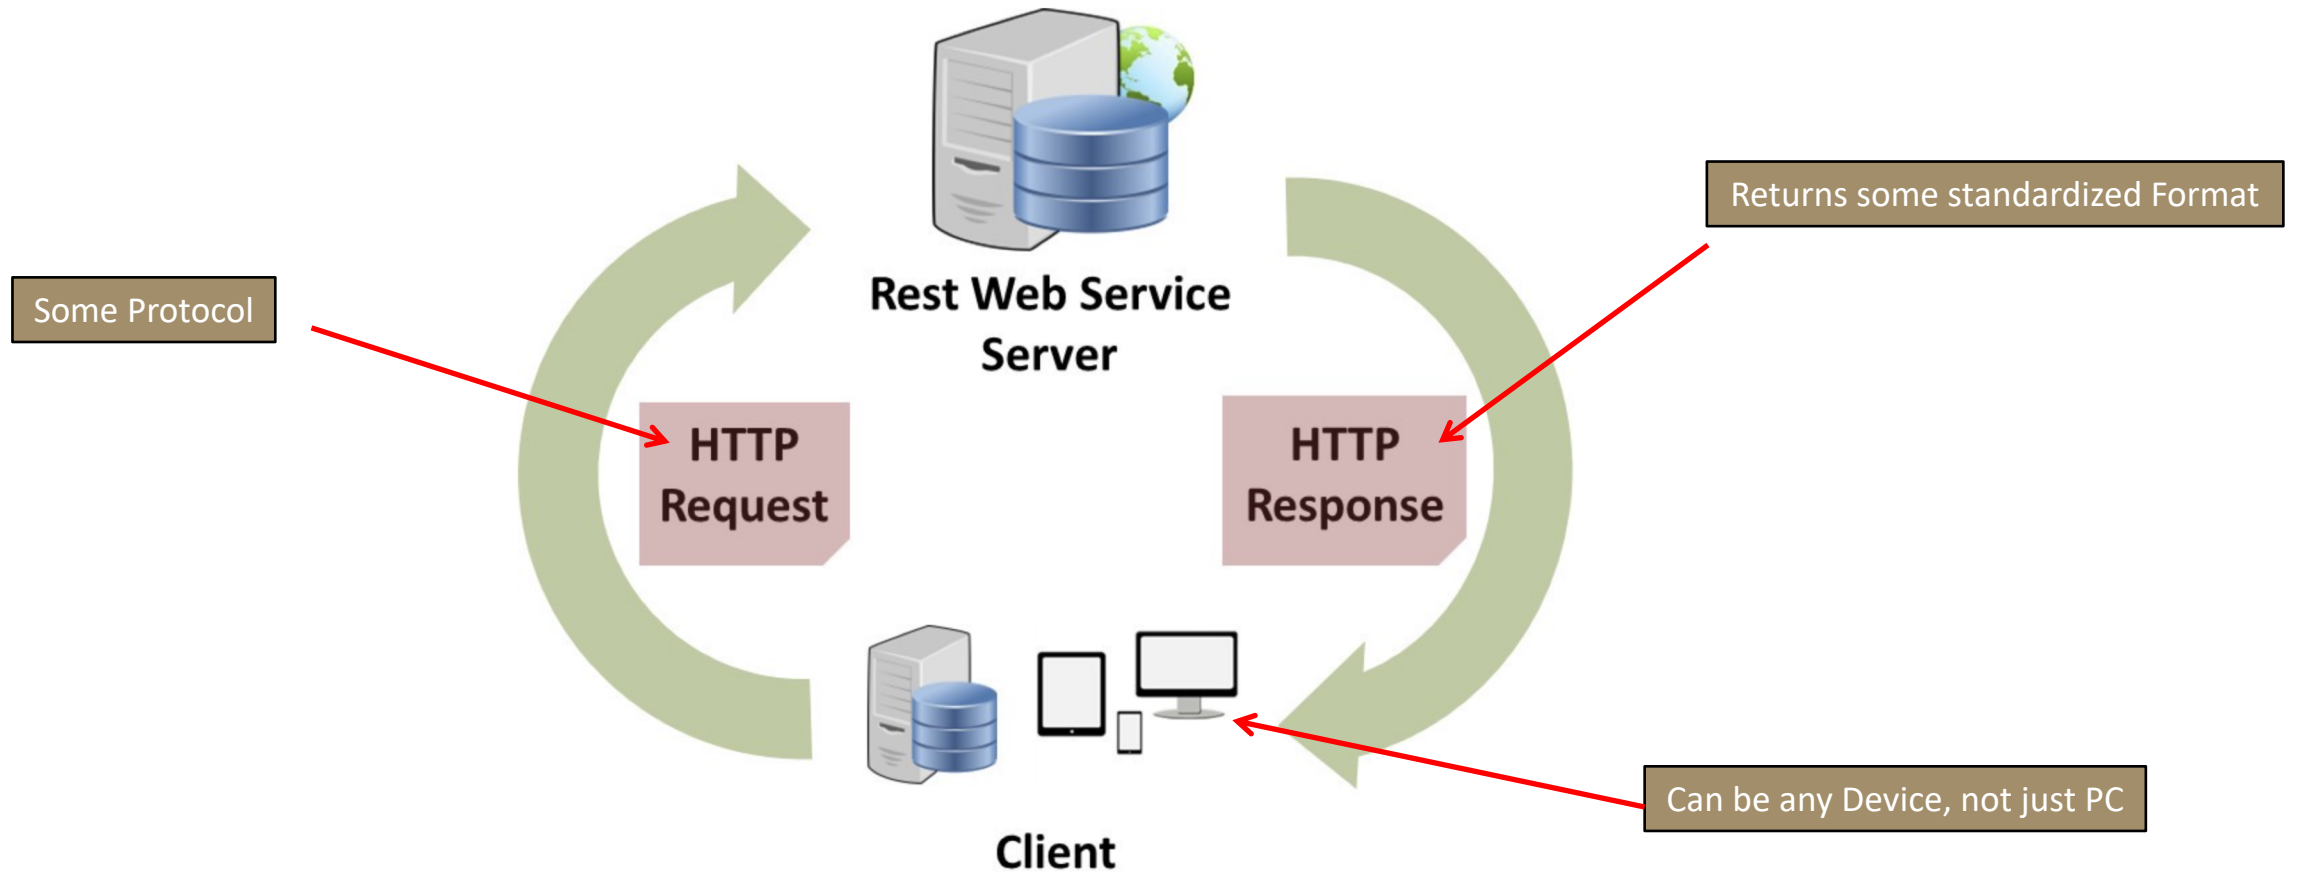 Rest Web Service
Server
Returns some standardized Format
Some Protocol
HTTP
Request
HTTP
Response
Can be any Device, not just PC
Client